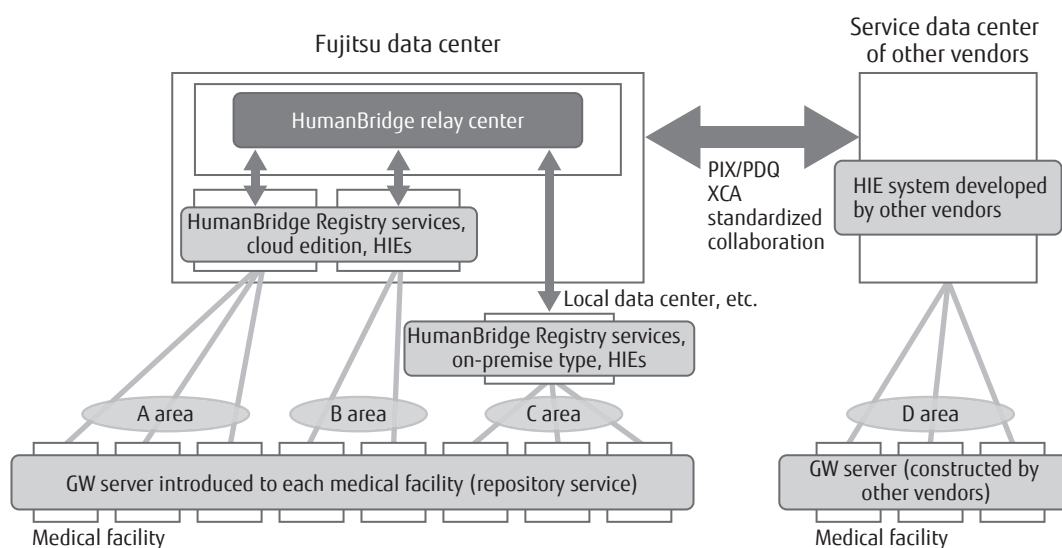 Fujitsu data center
Service data center
of other vendors
HumanBridge relay center
PIX/PDQ
XCA
standardized
collaboration
HIE system developed
by other vendors
HumanBridge Registry services,
cloud edition, HIEs
Local data center, etc.
HumanBridge Registry services,
on-premise type, HIEs
A area
B area
C area
D area
GW server introduced to each medical facility (repository service)
GW server (constructed by
other vendors)
Medical facility
Medical facility